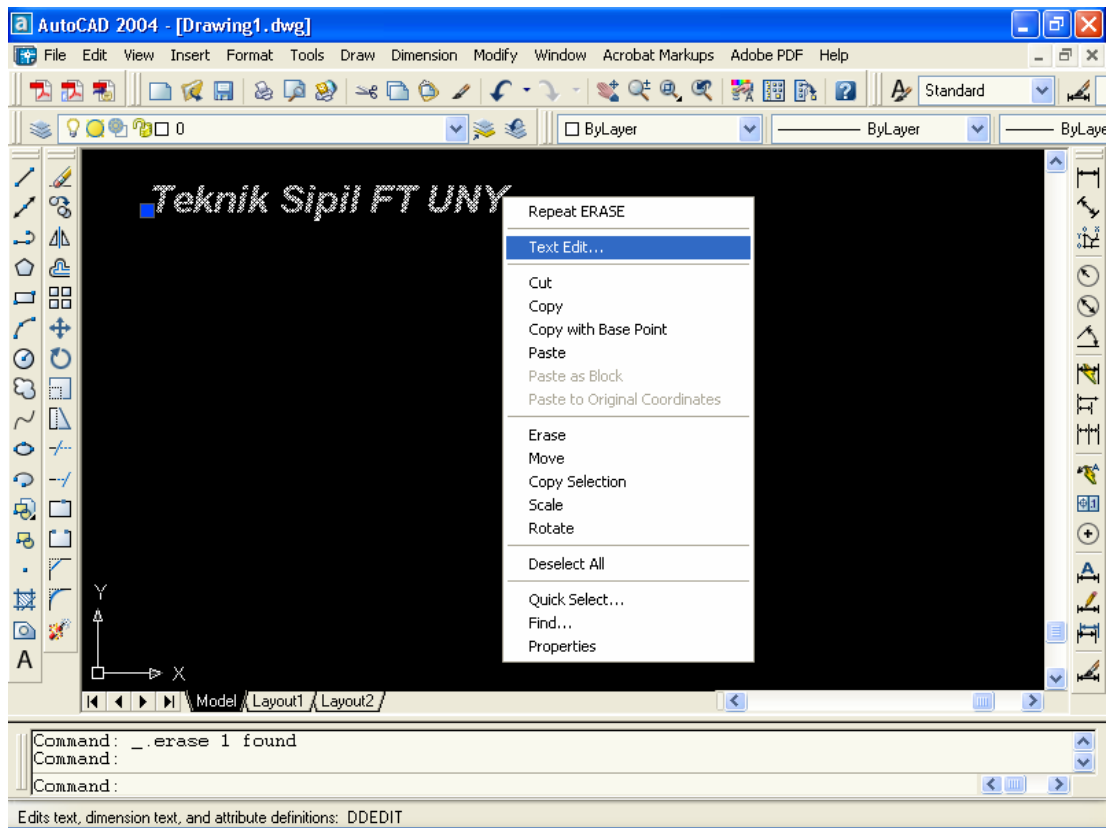 AutoCAD 2004 - [Drawing1.dwg]
File Edit View Insert Format Tools Draw Dimension Modify Window Acrobat Markups Adobe PDF Help
Standard
0 ByLayer ByLayer ByLaye
Teknik Sipil FT UNY
Repeat ERASE
Text Edit...
Cut
Copy
Copy with Base Point
Paste
Paste as Block
Paste to Original Coordinates
Erase
Move
Copy Selection
Scale
Rotate
Deselect All
Quick Select...
Find...
Properties
Y
X
A
Model Layout1 Layout2
Command: _.erase 1 found
Command:
Command:
Edits text, dimension text, and attribute definitions: DDEDIT